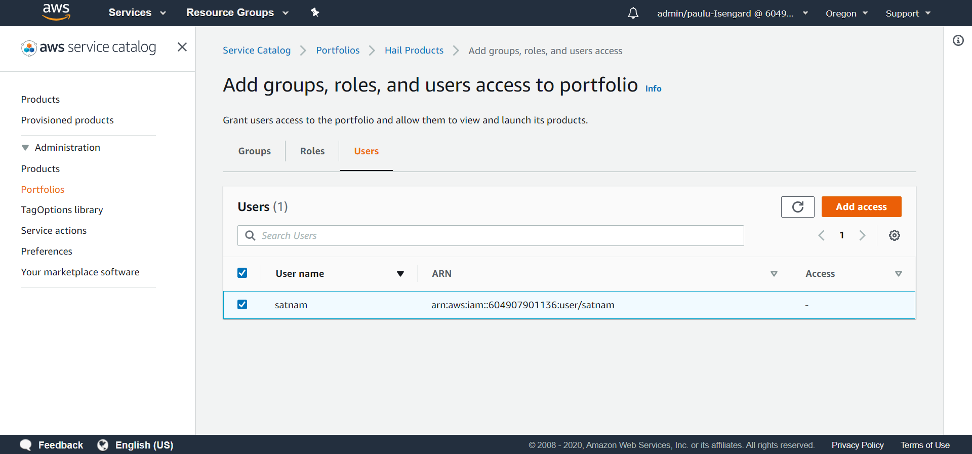 aws Services Resource Groups admin/paulu-Isengard @ 6049... Oregon Support
aws service catalog
Products
Provisioned products
Administration
Products
Portfolios
TagOptions library
Service actions
Preferences
Your marketplace software
Service Catalog Portfolios Hail Products Add groups, roles, and users access
Add groups, roles, and users access to portfolio Info
Grant users access to the portfolio and allow them to view and launch its products.
Groups Roles Users
Users (1) Add access
Search Users 1
User name ARN Access
satnam arn:aws:iam::604907901136:user/satnam -
Feedback English (US) © 2008 - 2020, Amazon Web Services, Inc. or its affiliates. All rights reserved. Privacy Policy Terms of Use